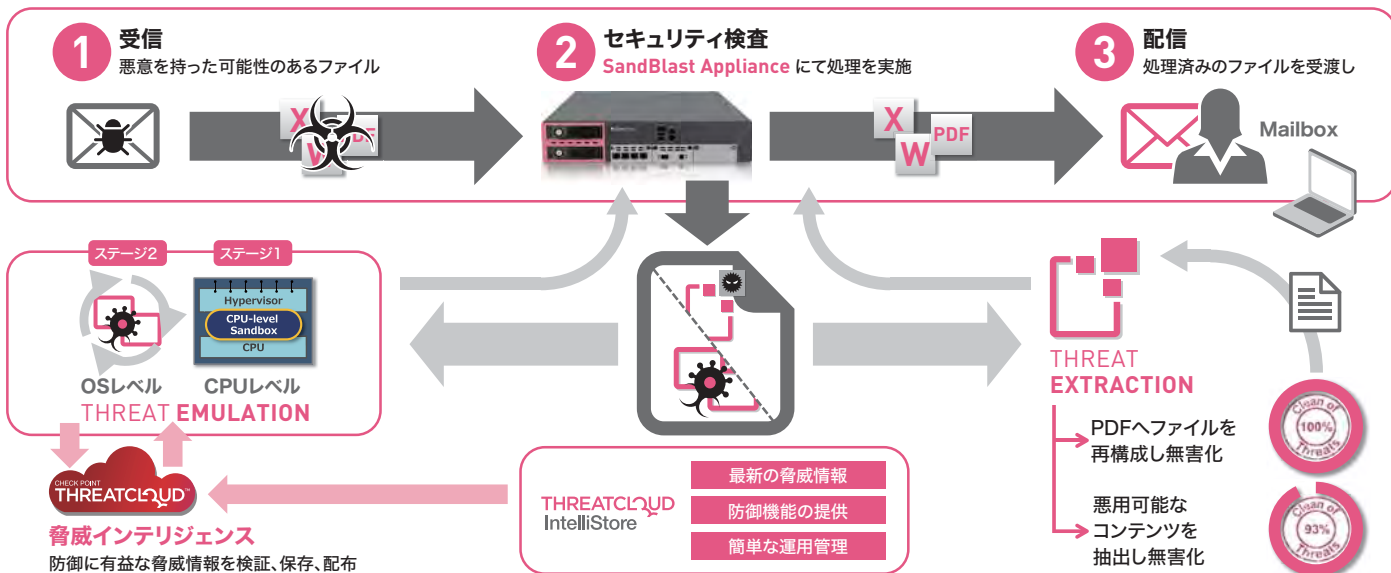 1 受信
悪意を持った可能性のあるファイル
X
W
PDF
2 セキュリティ検査
SandBlast Appliance にて処理を実施
X
W
PDF
3 配信
処理済みのファイルを受渡し
Mailbox
ステージ2
ステージ1
Hypervisor
CPU-level
Sandbox
CPU
OSレベル
CPUレベル
THREAT EMULATION
CHECK POINT
THREATCLOUD™
脅威インテリジェンス
防御に有益な脅威情報を検証、保存、配布
THREATCLOUD
IntelliStore
最新の脅威情報
防御機能の提供
簡単な運用管理
THREAT
EXTRACTION
PDFへファイルを
再構成し無害化
Clean of
100%
Threats
悪用可能な
コンテンツを
抽出し無害化
Clean of
93%
Threats